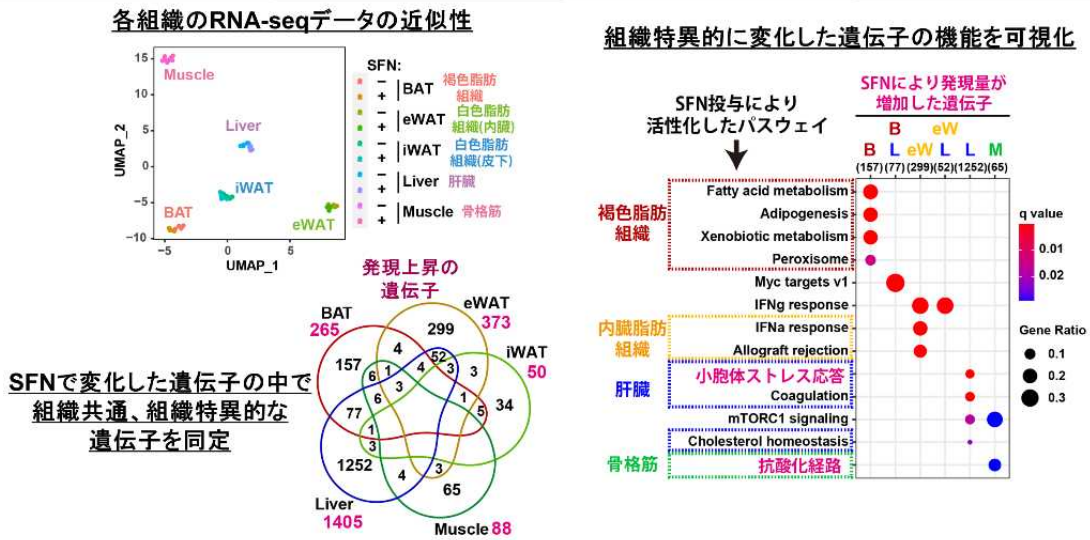 各組織のRNA-seqデータの近似性
15
10
5
0
−5
−10
−5
0
5
UMAP_2
UMAP_1
Muscle
Liver
iWAT
BAT
eWAT
SFN:
−
+
BAT
褐色脂肪
組織
−
+
eWAT
白色脂肪
組織(内臓)
−
+
iWAT
白色脂肪
組織(皮下)
−
+
Liver 肝臓
−
+
Muscle 骨格筋
SFNで変化した遺伝子の中で
組織共通、組織特異的な
遺伝子を同定
発現上昇の
遺伝子
BAT
265
eWAT
373
iWAT
50
Liver
1405
Muscle 88
299
4
52
157
6
1
4
3
3
3
6
1
5
34
77
1
3
1252
4
3
65
組織特異的に変化した遺伝子の機能を可視化
SFN投与により
活性化したパスウェイ
SFNにより発現量が
増加した遺伝子
B eW
B L eW L L M
(157) (77) (299) (52) (1252) (65)
褐色脂肪
組織
Fatty acid metabolism
Adipogenesis
Xenobiotic metabolism
Peroxisome
Myc targets v1
IFNg response
内臓脂肪
組織
IFNa response
Allograft rejection
肝臓
小胞体ストレス応答
Coagulation
mTORC1 signaling
Cholesterol homeostasis
骨格筋
抗酸化経路
q value
0.01
0.02
Gene Ratio
0.1
0.2
0.3